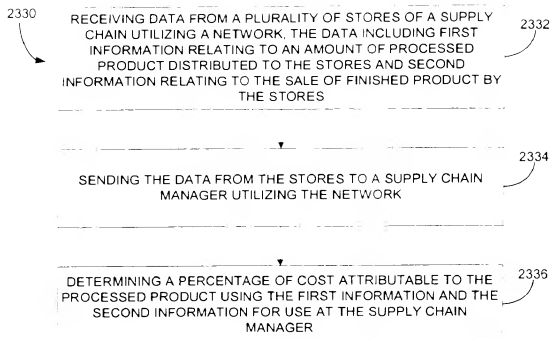 2330
RECEIVING DATA FROM A PLURALITY OF STORES OF A SUPPLY
CHAIN UTILIZING A NETWORK, THE DATA INCLUDING FIRST
INFORMATION RELATING TO AN AMOUNT OF PROCESSED
PRODUCT DISTRIBUTED TO THE STORES AND SECOND
INFORMATION RELATING TO THE SALE OF FINISHED PRODUCT BY
THE STORES
2332
SENDING THE DATA FROM THE STORES TO A SUPPLY CHAIN
MANAGER UTILIZING THE NETWORK
2334
DETERMINING A PERCENTAGE OF COST ATTRIBUTABLE TO THE
PROCESSED PRODUCT USING THE FIRST INFORMATION AND THE
SECOND INFORMATION FOR USE AT THE SUPPLY CHAIN
MANAGER
2336